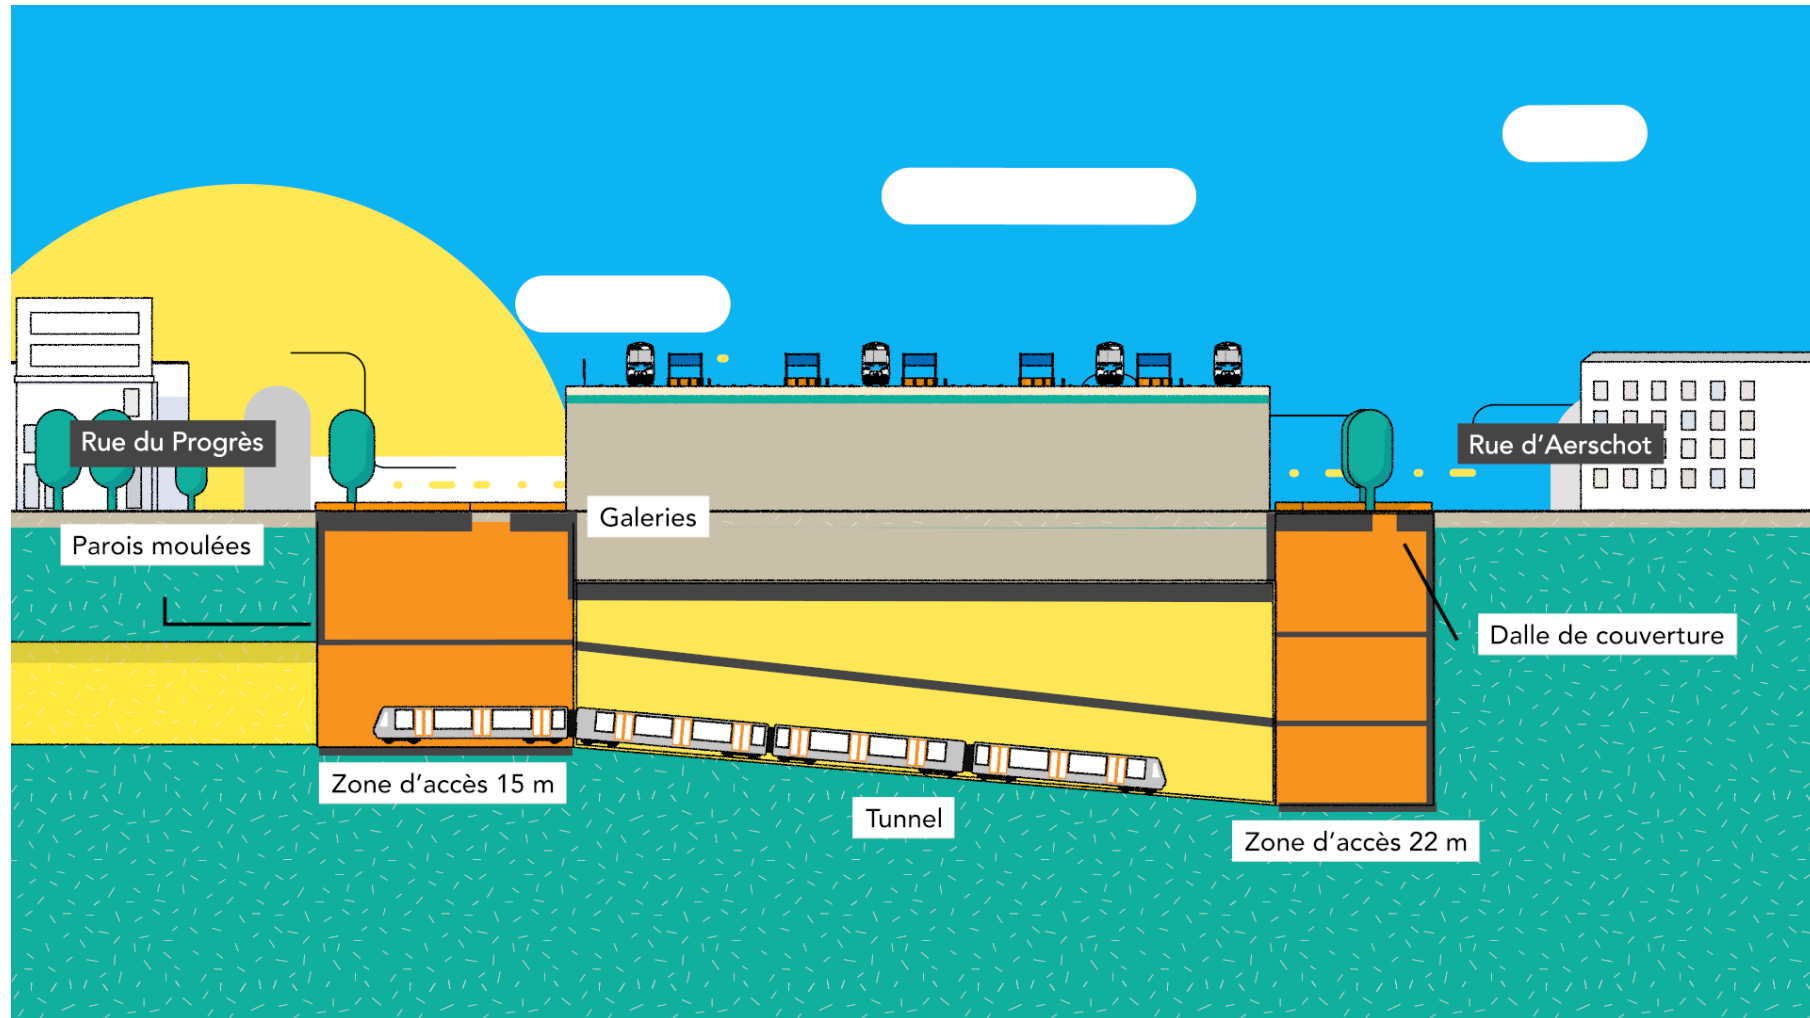 Rue du Progrès
Rue d’Aerschot
Galeries
Parois moulées
Dalle de couverture
Zone d’accès 15 m
Tunnel
Zone d’accès 22 m